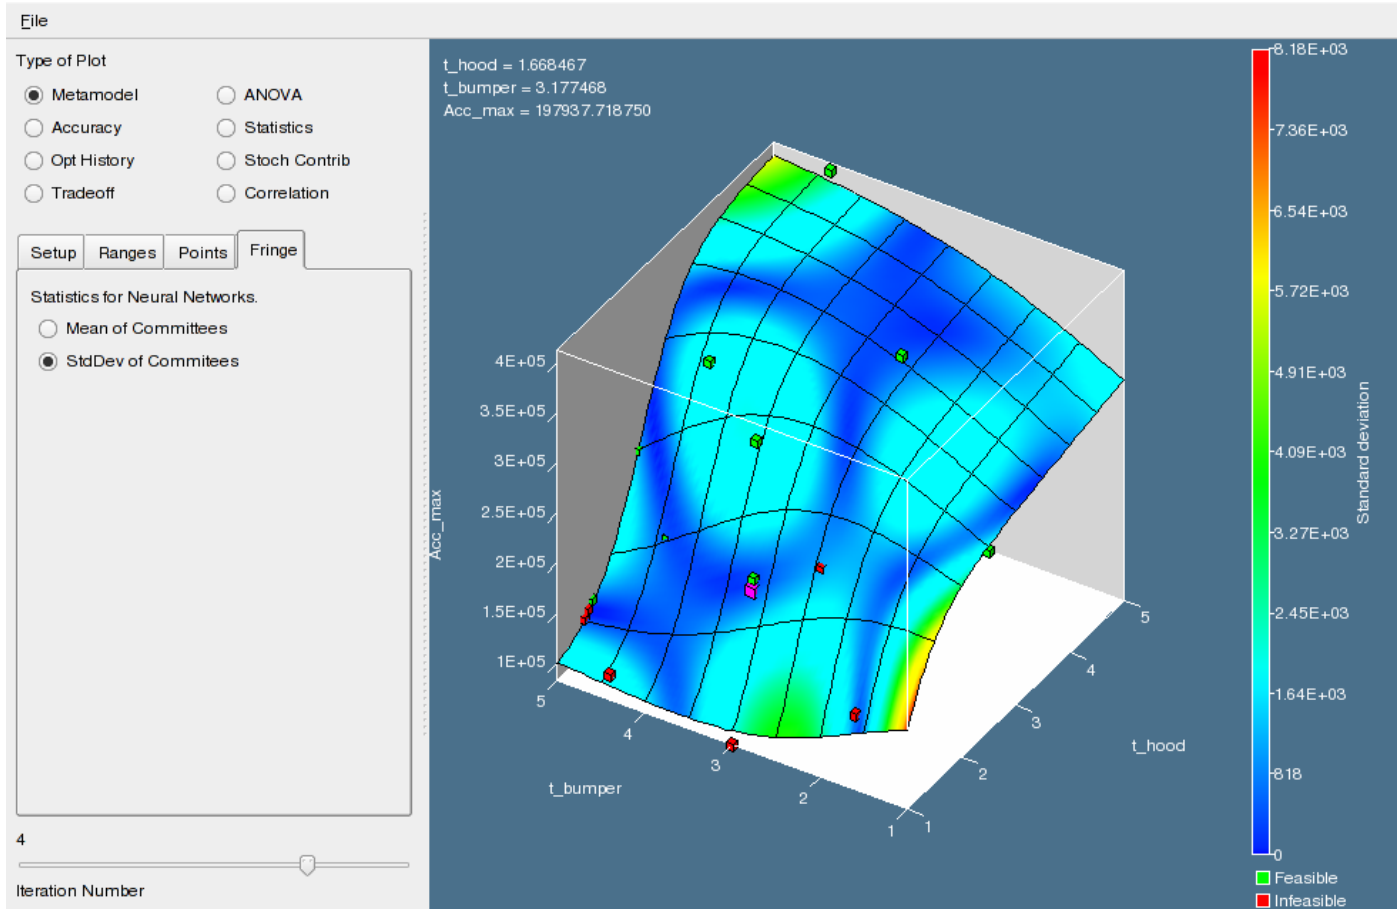 File
Type of Plot
Metamodel
ANOVA
Accuracy
Statistics
Opt History
Stoch Contrib
Tradeoff
Correlation
Setup
Ranges
Points
Fringe
Statistics for Neural Networks.
Mean of Committees
StdDev of Commitees
4
Iteration Number
t_hood = 1.668467
t_bumper = 3.177468
Acc_max = 197937.718750
4E+05
3.5E+05
3E+05
2.5E+05
2E+05
1.5E+05
1E+05
Acc_max
5
4
3
2
1
t_bumper
1
2
3
4
5
t_hood
8.18E+03
7.36E+03
6.54E+03
5.72E+03
4.91E+03
4.09E+03
3.27E+03
2.45E+03
1.64E+03
818
0
Standard deviation
Feasible
Infeasible